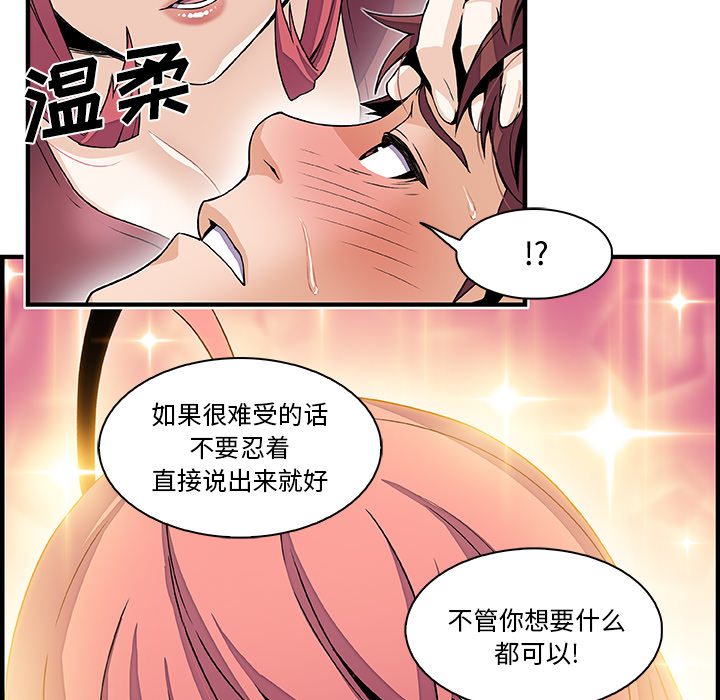 温柔
!?
如果很难受的话
不要忍着
直接说出来就好
不管你想要什么
都可以!